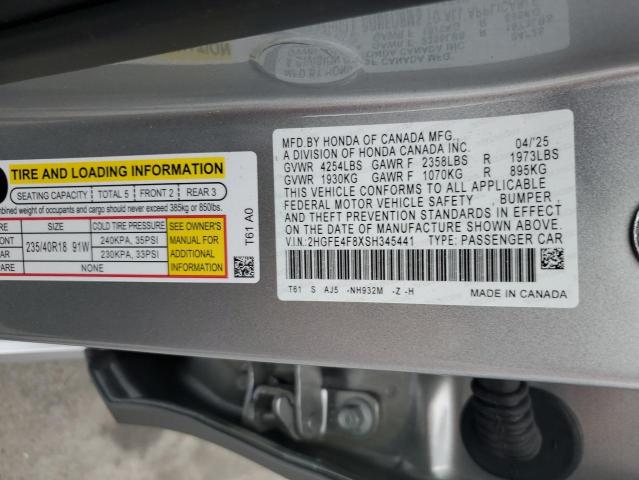 TIRE AND LOADING INFORMATION
SEATING CAPACITY TOTAL 5 FRONT 2 REAR 3
combined weight of occupants and cargo should never exceed 385kg or 850lbs.
SIZE COLD TIRE PRESSURE SEE OWNER'S MANUAL FOR ADDITIONAL INFORMATION
235/40R18 91W 240KPA, 35PSI
230KPA, 33PSI
NONE
T61 A0
MFD.BY HONDA OF CANADA MFG.,
A DIVISION OF HONDA CANADA INC. 04/'25
GVWR 4254LBS GAWR F 2358LBS R 1973LBS
GVWR 1930KG GAWR F 1070KG R 895KG
THIS VEHICLE CONFORMS TO ALL APPLICABLE
FEDERAL MOTOR VEHICLE SAFETY , BUMPER ,
AND THEFT PREVENTION STANDARDS IN EFFECT
ON THE DATE OF MANUFACTURE SHOWN ABOVE.
V.I.N:2HGFE4F8XSH345441 TYPE: PASSENGER CAR
T61 S AJ5 -NH932M -Z -H MADE IN CANADA